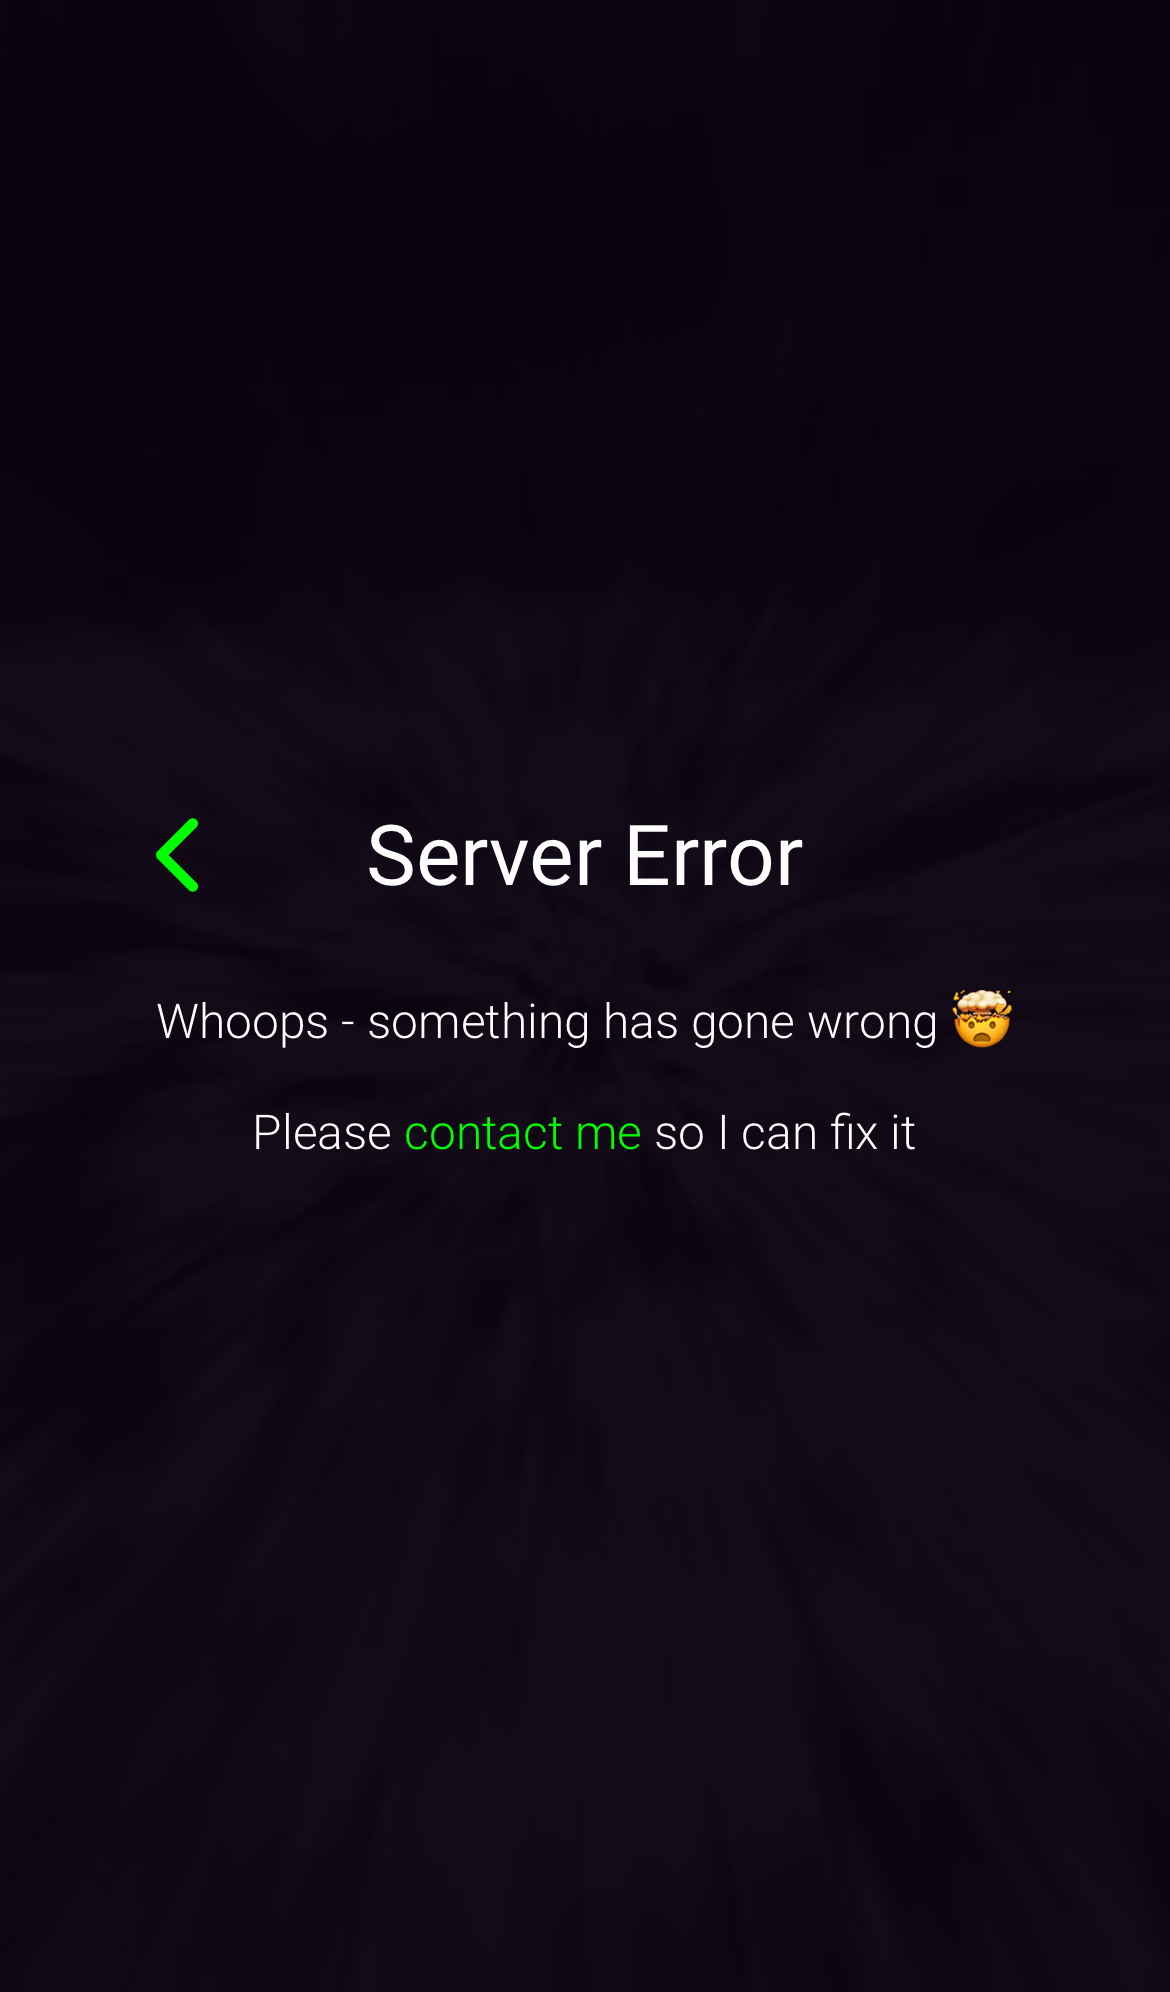 Server Error
Whoops - something has gone wrong 🤯
Please contact me so I can fix it